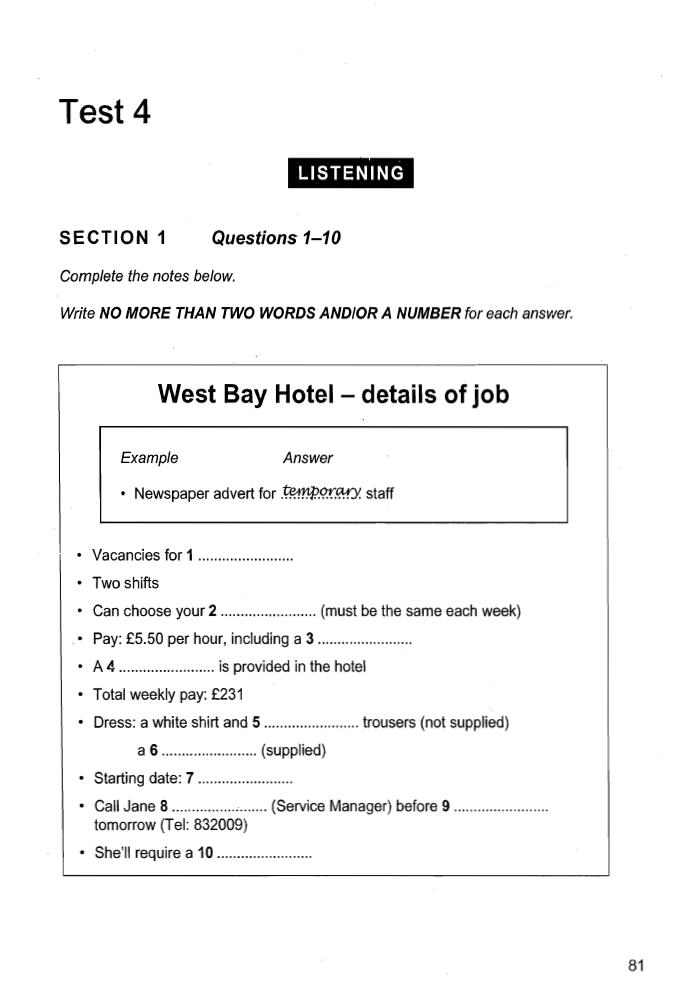 Test 4
LISTENING
SECTION 1 Questions 1–10
Complete the notes below.
Write NO MORE THAN TWO WORDS AND/OR A NUMBER for each answer.
West Bay Hotel – details of job
Example Answer
• Newspaper advert for temporary staff
• Vacancies for 1 ........................
• Two shifts
• Can choose your 2 ........................ (must be the same each week)
• Pay: £5.50 per hour, including a 3 ........................
• A 4 ........................ is provided in the hotel
• Total weekly pay: £231
• Dress: a white shirt and 5 ........................ trousers (not supplied)
a 6 ........................ (supplied)
• Starting date: 7 ........................
• Call Jane 8 ........................ (Service Manager) before 9 ........................
tomorrow (Tel: 832009)
• She'll require a 10 ........................
81